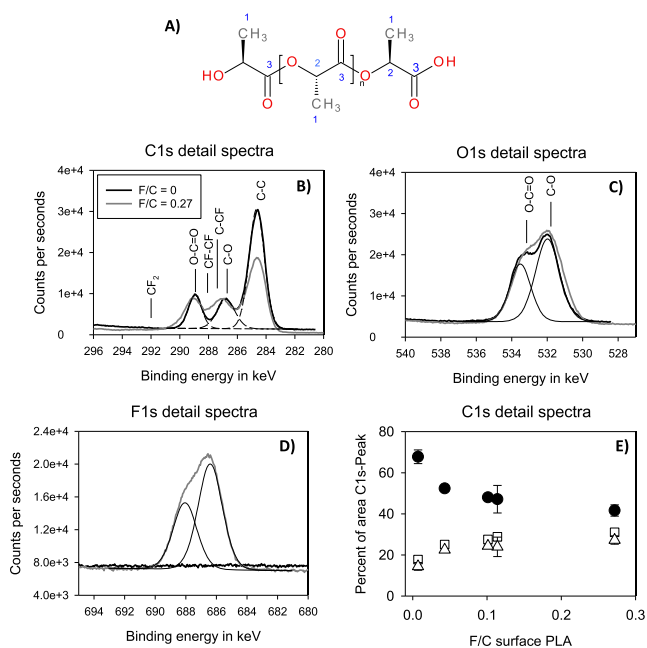 A)
1
CH3
1
CH3
HO
3
O
[
O
2
O
3
]n
O
2
3
OH
O
CH3
1
C1s detail spectra
B)
F/C = 0
F/C = 0.27
CF2
O-C=O
CF-CF
C-CF
C-O
C-C
4e+4
3e+4
2e+4
1e+4
0
Counts per seconds
296 294 292 290 288 286 284 282 280
Binding energy in keV
O1s detail spectra
C)
O-C=O
C-O
4e+4
3e+4
2e+4
1e+4
0
Counts per seconds
540 538 536 534 532 530 528
Binding energy in keV
F1s detail spectra
D)
2.4e+4
2.0e+4
1.6e+4
1.2e+4
8.0e+3
4.0e+3
Counts per seconds
694 692 690 688 686 684 682 680
Binding energy in keV
C1s detail spectra
E)
80
60
40
20
0
Percent of area C1s-Peak
0.0 0.1 0.2 0.3
F/C surface PLA